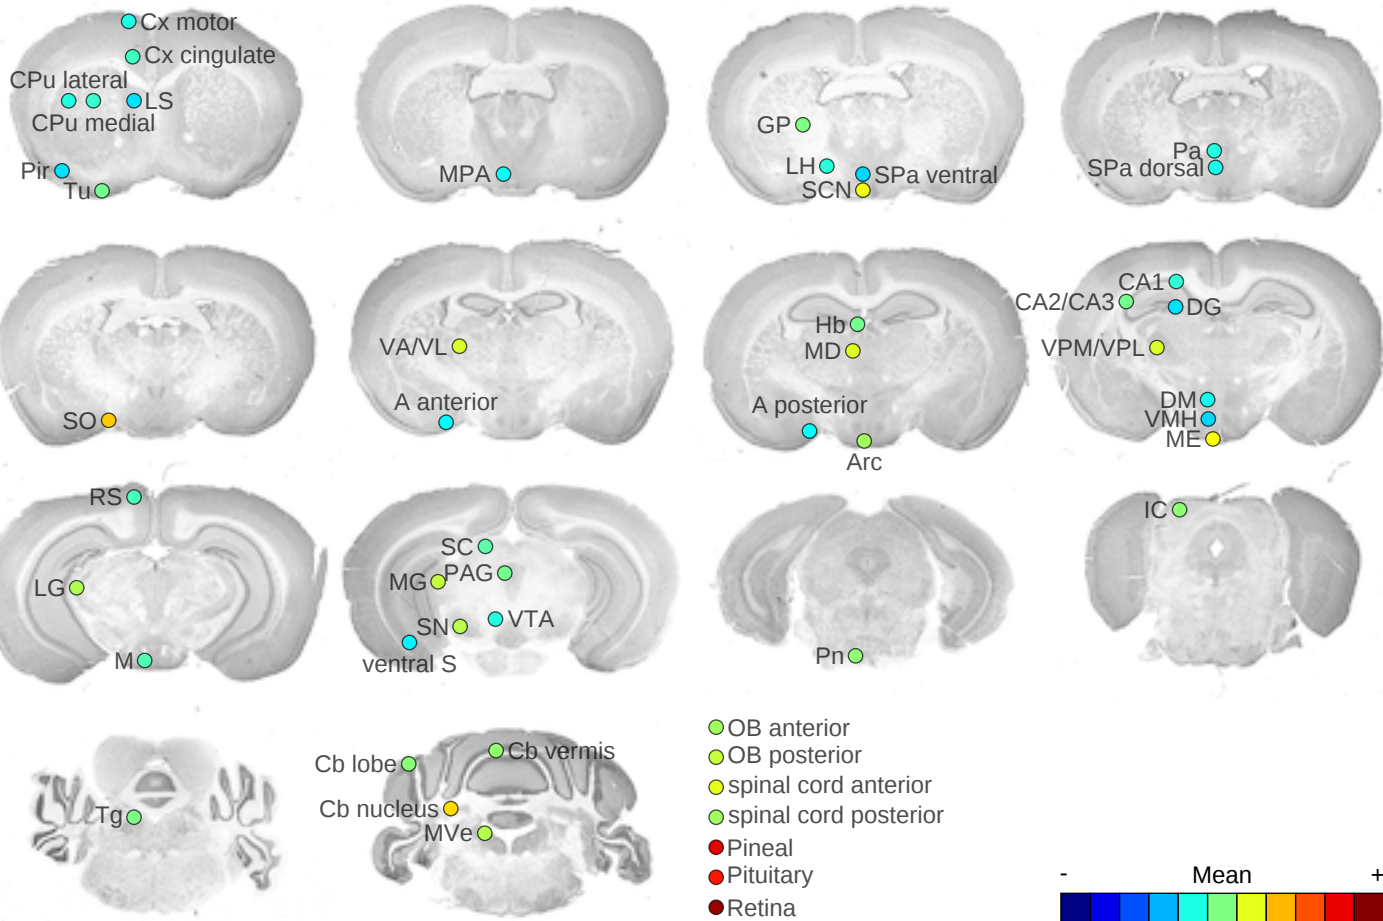 Cx motor
Cx cingulate
CPu lateral
LS
CPu medial
Pir
Tu
MPA
GP
LH
SPa ventral
SCN
Pa
SPa dorsal
SO
VA/VL
A anterior
Hb
MD
A posterior
Arc
CA1
CA2/CA3
DG
VPM/VPL
DM
VMH
ME
RS
LG
M
SC
PAG
MG
SN
VTA
ventral S
Pn
IC
Tg
Cb vermis
Cb lobe
Cb nucleus
MVe
OB anterior
OB posterior
spinal cord anterior
spinal cord posterior
Pineal
Pituitary
Retina
- Mean +